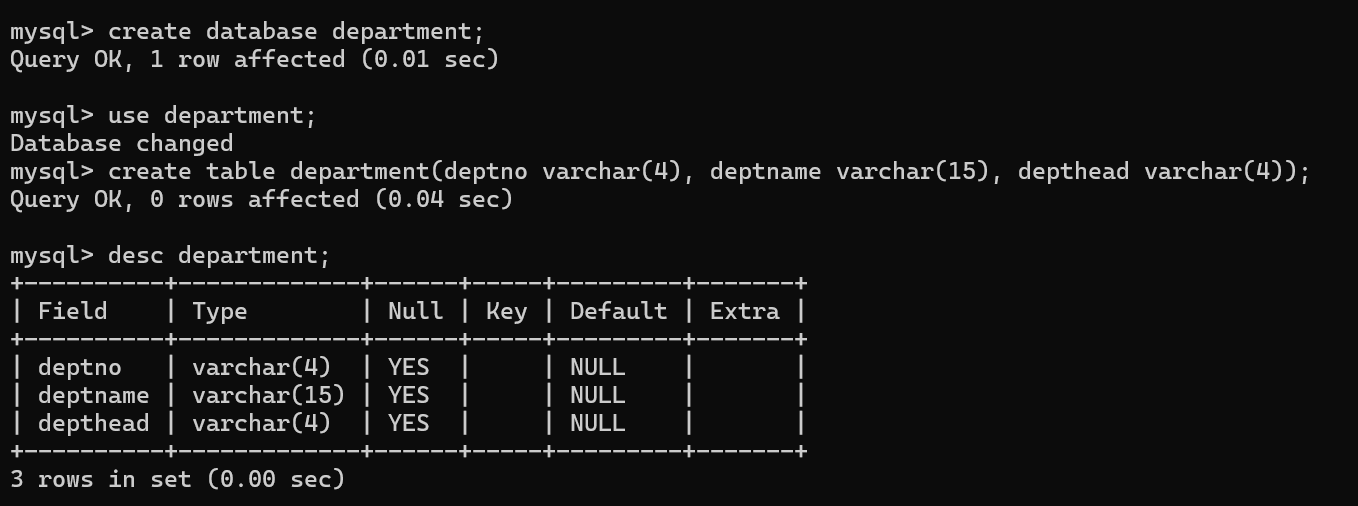 mysql> create database department;
Query OK, 1 row affected (0.01 sec)

mysql> use department;
Database changed
mysql> create table department(deptno varchar(4), deptname varchar(15), depthead varchar(4));
Query OK, 0 rows affected (0.04 sec)

mysql> desc department;
+----------+-------------+------+-----+---------+-------+
| Field    | Type        | Null | Key | Default | Extra |
+----------+-------------+------+-----+---------+-------+
| deptno   | varchar(4)  | YES  |     | NULL    |       |
| deptname | varchar(15) | YES  |     | NULL    |       |
| depthead | varchar(4)  | YES  |     | NULL    |       |
+----------+-------------+------+-----+---------+-------+
3 rows in set (0.00 sec)